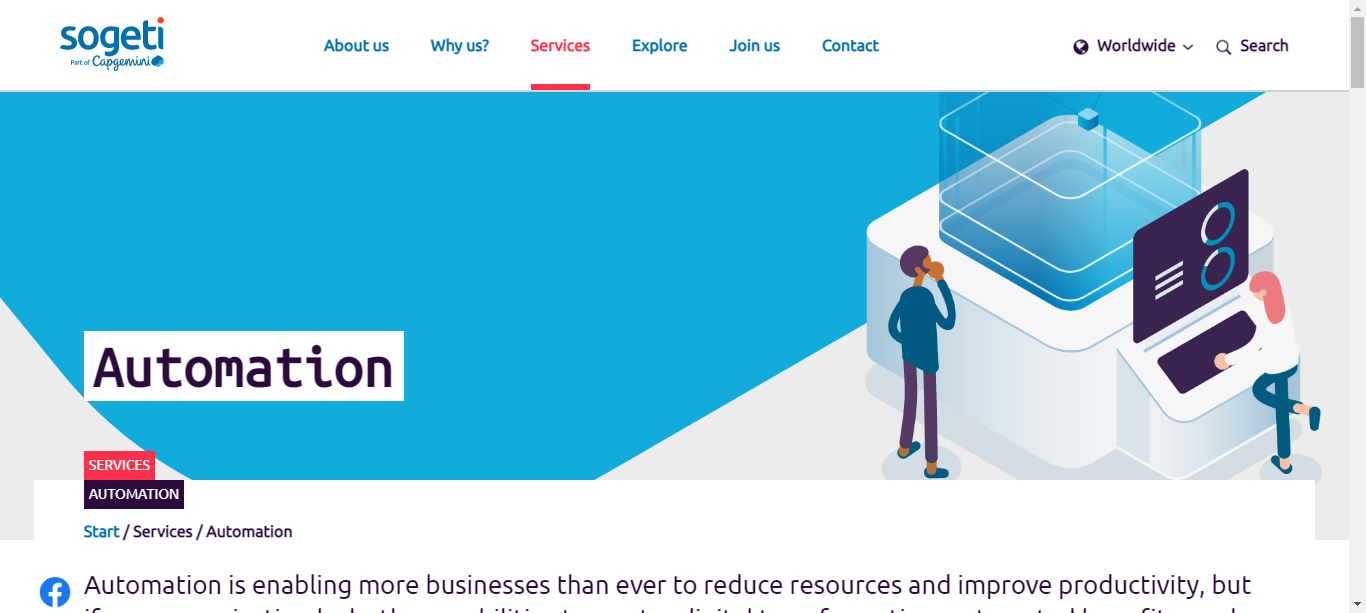 sogeti
Part of Capgemini
About us
Why us?
Services
Explore
Join us
Contact
Worldwide
Search
Automation
SERVICES
AUTOMATION
Start / Services / Automation
Automation is enabling more businesses than ever to reduce resources and improve productivity, but